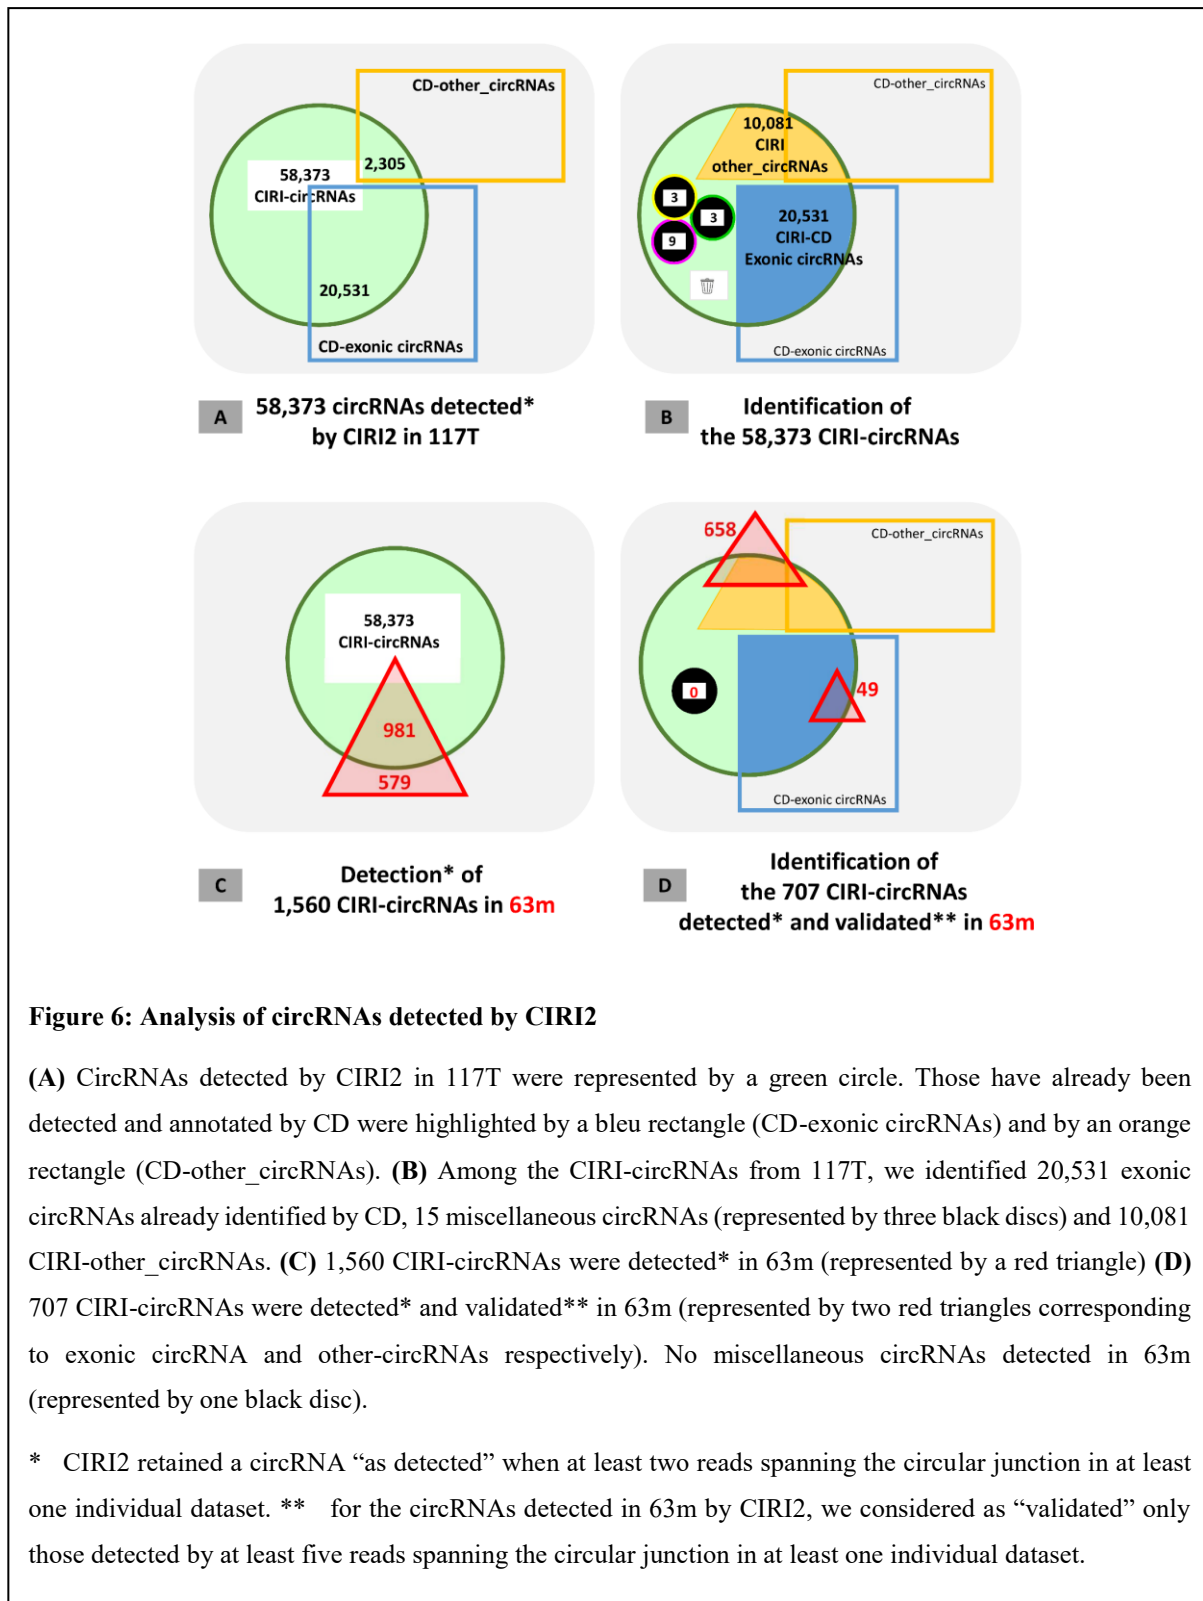 CD-other_circRNAs
2,305
58,373
CIRI-circRNAs
20,531
CD-exonic circRNAs
A
58,373 circRNAs detected*
by CIRI2 in 117T
CD-other_circRNAs
10,081
CIRI
other_circRNAs
3
3
9
20,531
CIRI-CD
Exonic circRNAs
CD-exonic circRNAs
B
Identification of
the 58,373 CIRI-circRNAs
58,373
CIRI-circRNAs
981
579
C
Detection* of
1,560 CIRI-circRNAs in 63m
658
CD-other_circRNAs
0
49
CD-exonic circRNAs
D
Identification of
the 707 CIRI-circRNAs
detected* and validated** in 63m
Figure 6: Analysis of circRNAs detected by CIRI2
(A) CircRNAs detected by CIRI2 in 117T were represented by a green circle. Those have already been
detected and annotated by CD were highlighted by a bleu rectangle (CD-exonic circRNAs) and by an orange
rectangle (CD-other_circRNAs). (B) Among the CIRI-circRNAs from 117T, we identified 20,531 exonic
circRNAs already identified by CD, 15 miscellaneous circRNAs (represented by three black discs) and 10,081
CIRI-other_circRNAs. (C) 1,560 CIRI-circRNAs were detected* in 63m (represented by a red triangle) (D)
707 CIRI-circRNAs were detected* and validated** in 63m (represented by two red triangles corresponding
to exonic circRNA and other-circRNAs respectively). No miscellaneous circRNAs detected in 63m
(represented by one black disc).
* CIRI2 retained a circRNA “as detected” when at least two reads spanning the circular junction in at least
one individual dataset. ** for the circRNAs detected in 63m by CIRI2, we considered as “validated” only
those detected by at least five reads spanning the circular junction in at least one individual dataset.